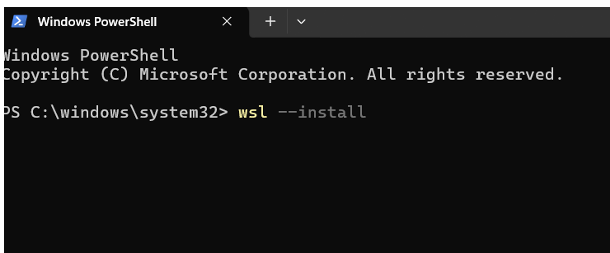 Windows PowerShell
Windows PowerShell
Copyright (C) Microsoft Corporation. All rights reserved.
PS C:\windows\system32> wsl --install